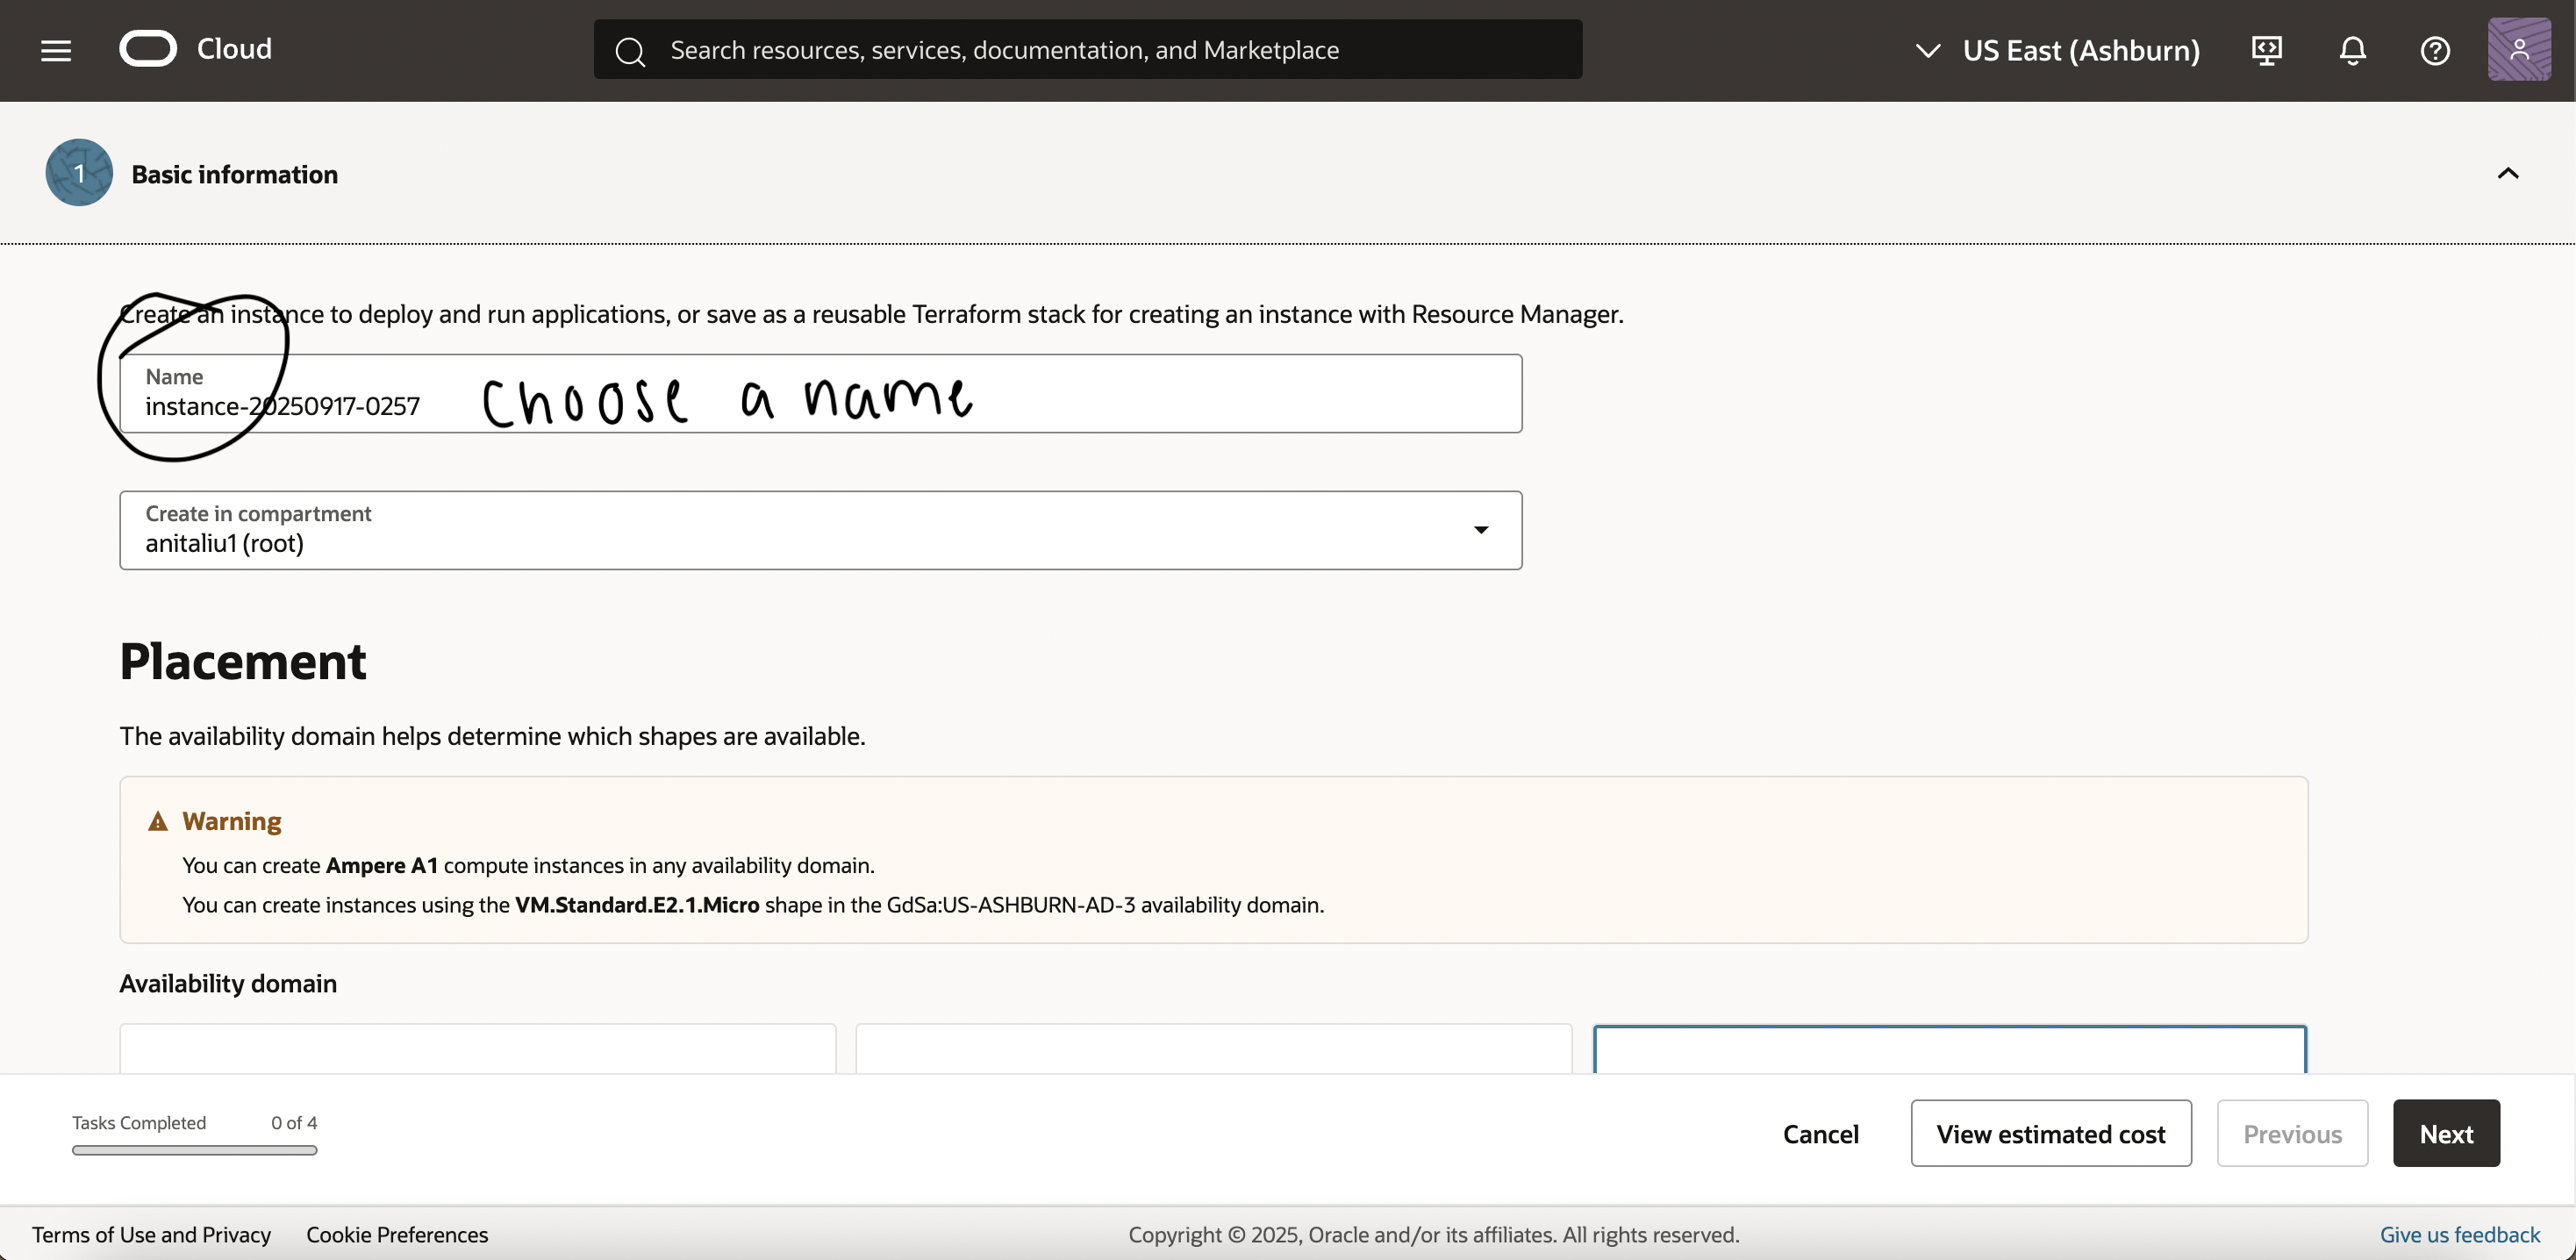 Cloud
Search resources, services, documentation, and Marketplace
US East (Ashburn)
1
Basic information
Create an instance to deploy and run applications, or save as a reusable Terraform stack for creating an instance with Resource Manager.
Name
instance-20250917-0257
Choose a name
Create in compartment
anitaliu1 (root)
Placement
The availability domain helps determine which shapes are available.
Warning
You can create Ampere A1 compute instances in any availability domain.
You can create instances using the VM.Standard.E2.1.Micro shape in the GdSa:US-ASHBURN-AD-3 availability domain.
Availability domain
Tasks Completed 0 of 4
Cancel
View estimated cost
Previous
Next
Terms of Use and Privacy
Cookie Preferences
Copyright © 2025, Oracle and/or its affiliates. All rights reserved.
Give us feedback